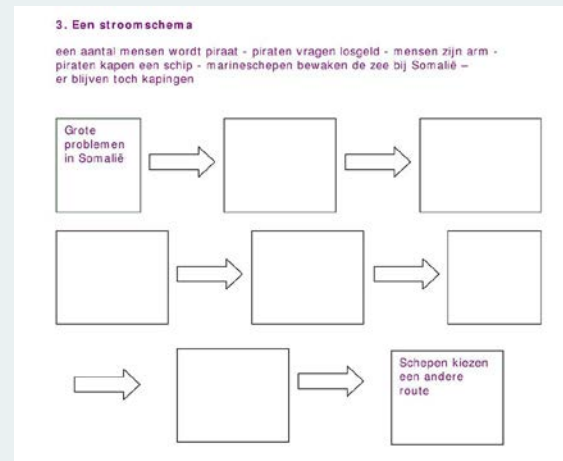 3. Een stroomschema
een aantal mensen wordt piraat - piraten vragen losgeld - mensen zijn arm -
piraten kapen een schip - marineschepen bewaken de zee bij Somalië –
er blijven toch kapingen
Grote
problemen
in Somalië
Schepen kiezen
een andere
route